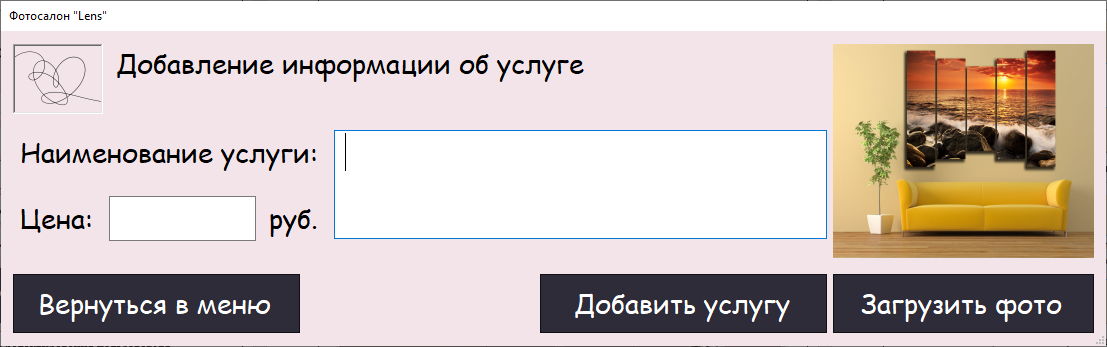 Фотосалон "Lens"
Добавление информации об услуге
Наименование услуги:
Цена: руб.
Вернуться в меню
Добавить услугу
Загрузить фото